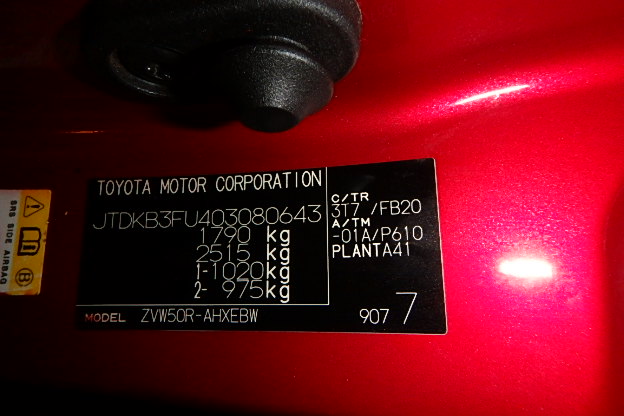 TOYOTA MOTOR CORPORATION
JTDKB3FU403080643
1790 kg
2515 kg
1-1020kg
2- 975kg
C/TR
3T7 /FB20
A/TM
-01A/P610
PLANTA41
MODEL ZVW50R-AHXEBW
907 7
SRS SIDE AIRBAG
B